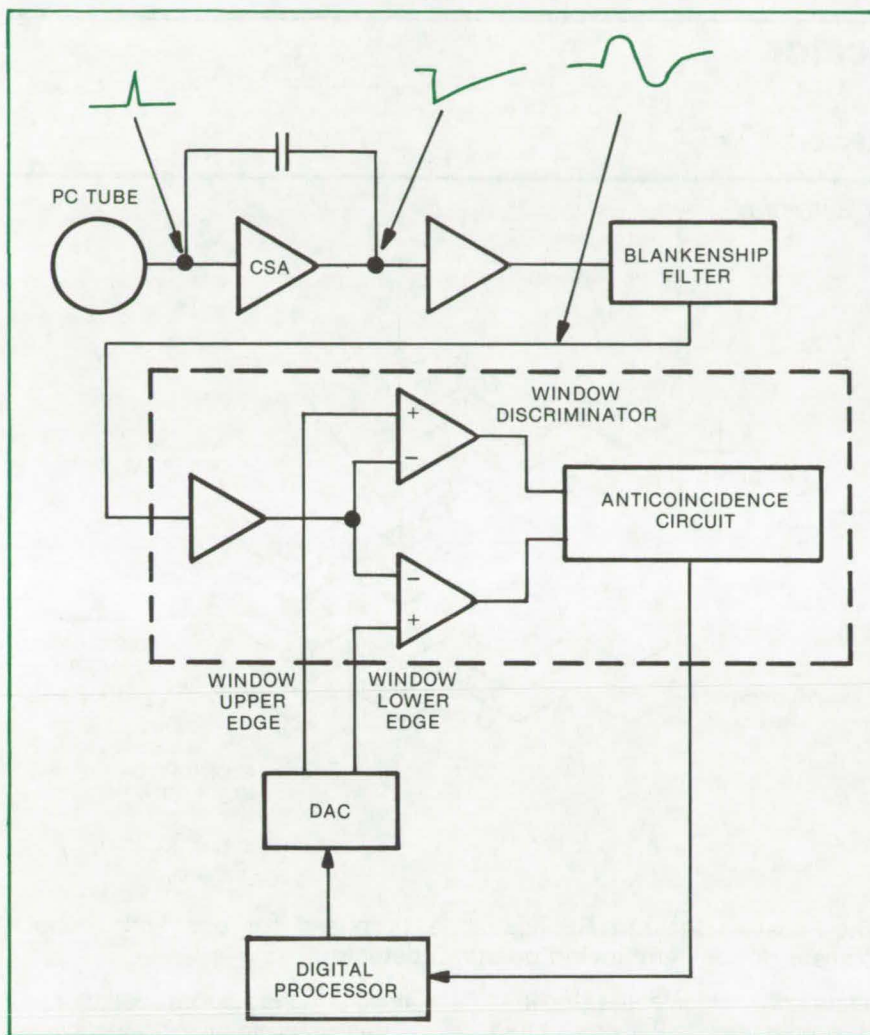 PC TUBE
CSA
BLANKENSHIP
FILTER
WINDOW
DISCRIMINATOR
+
−
ANTICOINCIDENCE
CIRCUIT
−
+
WINDOW
UPPER
EDGE
WINDOW
LOWER
EDGE
DAC
DIGITAL
PROCESSOR